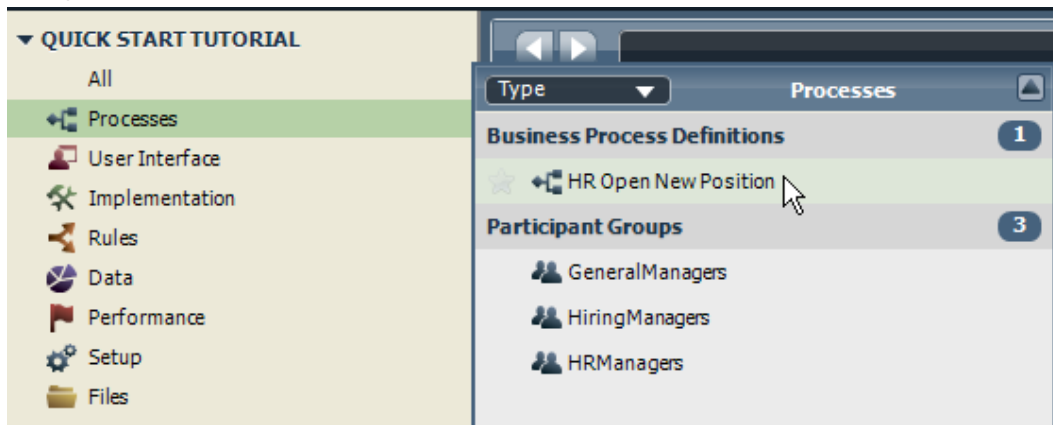 QUICK START TUTORIAL
All
Processes
User Interface
Implementation
Rules
Data
Performance
Setup
Files
Type
Processes
Business Process Definitions 1
HR Open New Position
Participant Groups 3
GeneralManagers
HiringManagers
HRManagers